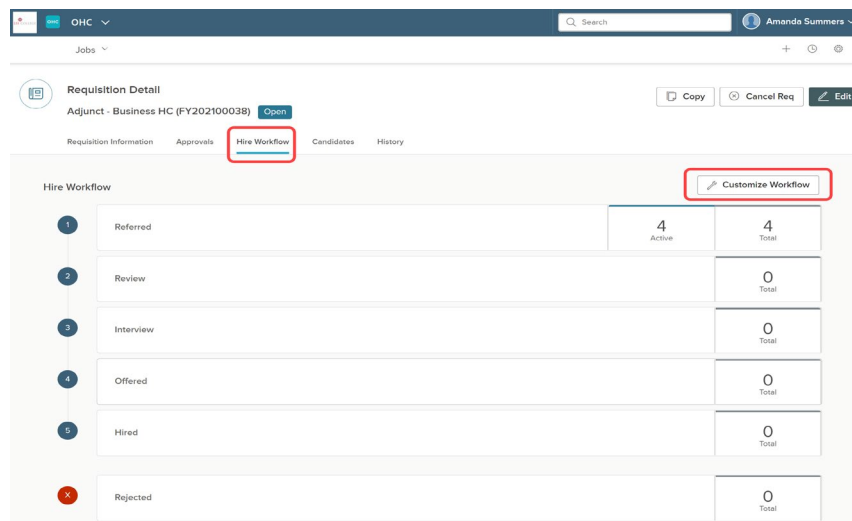 OHC OHC Search Amanda Summers
Jobs
Requisition Detail
Adjunct - Business HC (FY202100038) Open
Copy Cancel Req Edit
Requisition Information Approvals Hire Workflow Candidates History
Hire Workflow
Customize Workflow
1 Referred 4 4
Active Total
2 Review 0
Total
3 Interview 0
Total
4 Offered 0
Total
5 Hired 0
Total
X Rejected 0
Total